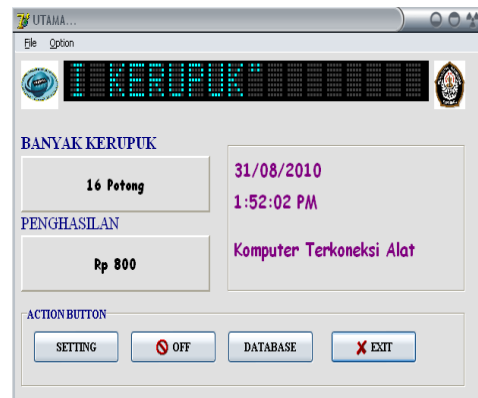 UTAMA...
File Option
I KERUPUK"
BANYAK KERUPUK
16 Potong
PENGHASILAN
Rp 800
31/08/2010
1:52:02 PM
Komputer Terkoneksi Alat
ACTION BUTTON
SETTING OFF DATABASE EXIT